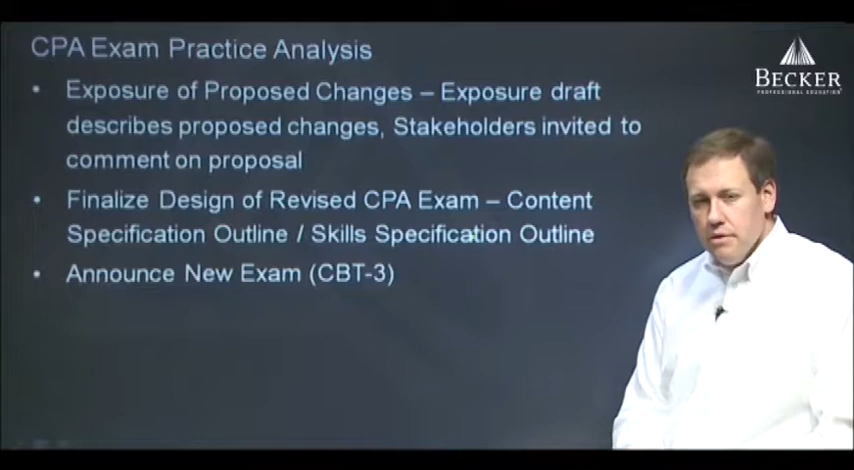 CPA Exam Practice Analysis
• Exposure of Proposed Changes – Exposure draft
describes proposed changes, Stakeholders invited to
comment on proposal
• Finalize Design of Revised CPA Exam – Content
Specification Outline / Skills Specification Outline
• Announce New Exam (CBT-3)
BECKER
PROFESSIONAL EDUCATION